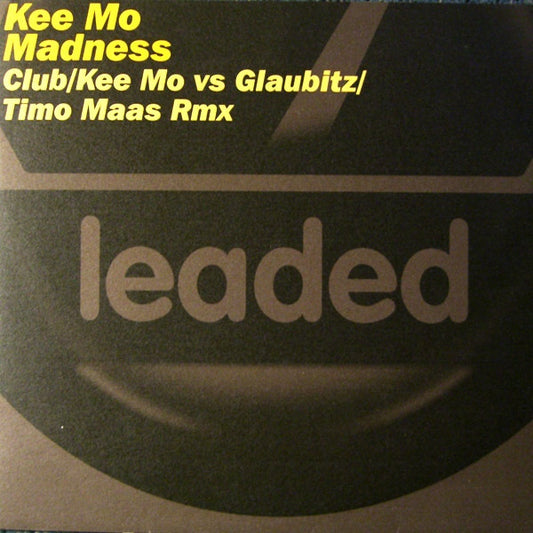 Kee Mo
Madness
Club/Kee Mo vs Glaubitz/
Timo Maas Rmx
leaded